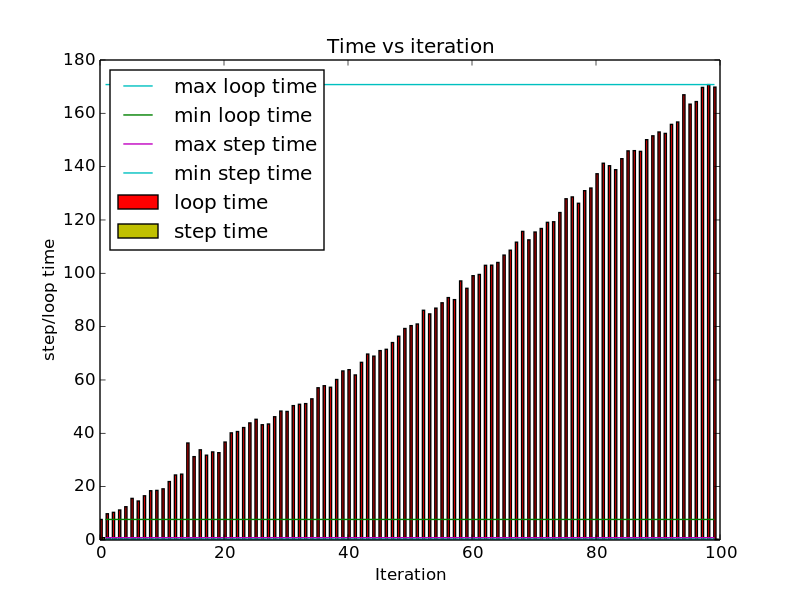 Time vs iteration
180
160
140
120
100
80
60
40
20
0
step/loop time
max loop time
min loop time
max step time
min step time
loop time
step time
0 20 40 60 80 100
Iteration